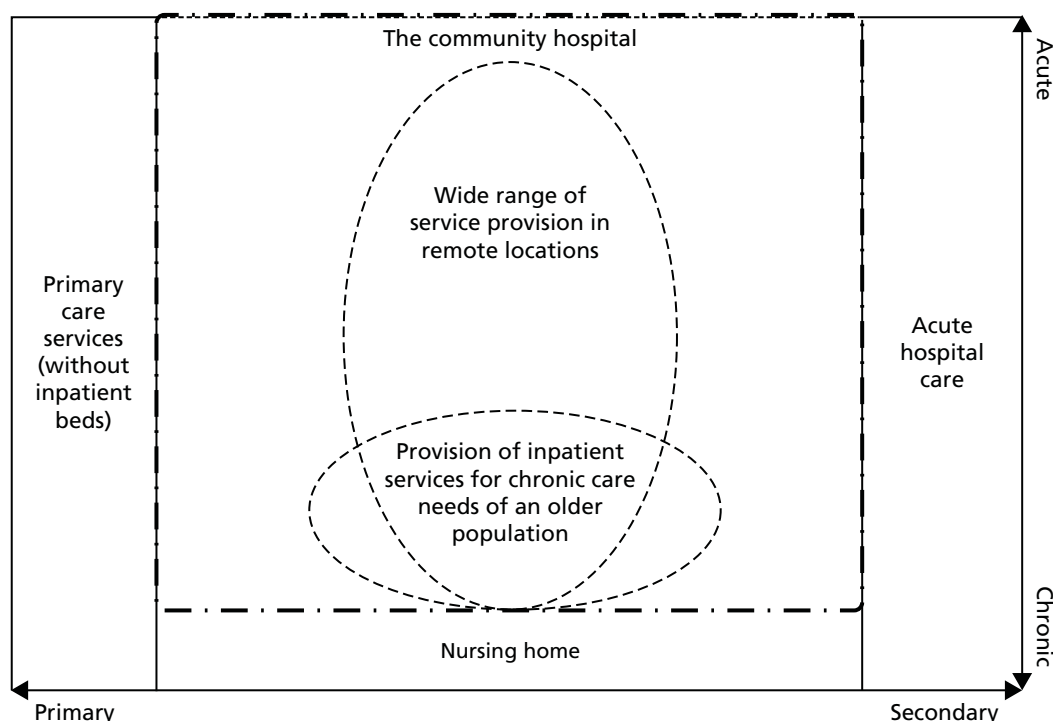 The community hospital
Acute
Wide range of
service provision in
remote locations
Primary
care
services
(without
inpatient
beds)
Acute
hospital
care
Provision of inpatient
services for chronic care
needs of an older
population
Chronic
Nursing home
Primary
Secondary